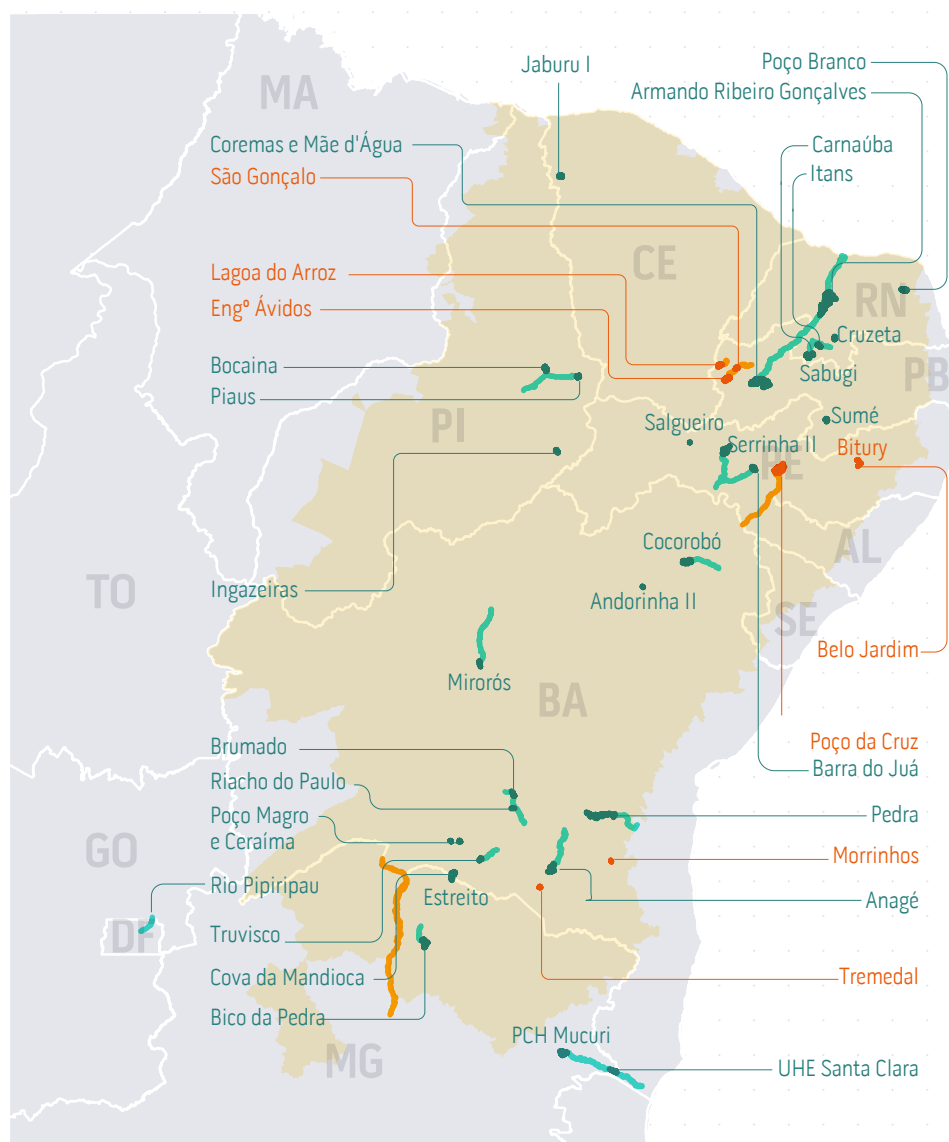 Jaburu I
Poço Branco
Armando Ribeiro Gonçalves
MA
Coremas e Mãe d'Água
Carnaúba
São Gonçalo
Itans
CE
Lagoa do Arroz
RN
Engº Ávidos
Cruzeta
Bocaina
Sabugi
PB
Piaus
PI
Salgueiro
Sumé
Serrinha II
Bitury
PE
Cocorobó
AL
TO
Ingazeiras
Andorinha II
SE
Belo Jardim
Mirorós
BA
Brumado
Poço da Cruz
Barra do Juá
Riacho do Paulo
Poço Magro
e Ceraíma
Pedra
GO
Morrinhos
Rio Pipiripau
Estreito
Anagé
DF
Truvisco
Cova da Mandioca
Tremedal
Bico da Pedra
PCH Mucuri
MG
UHE Santa Clara